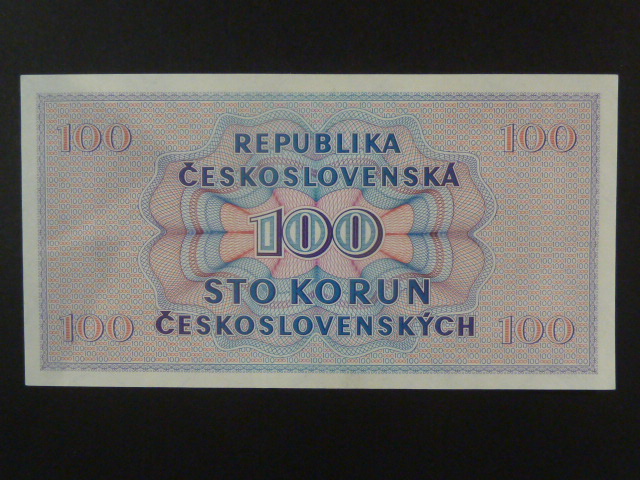 100 100
REPUBLIKA
ČESKOSLOVENSKÁ
100
STO KORUN
ČESKOSLOVENSKÝCH
100 100